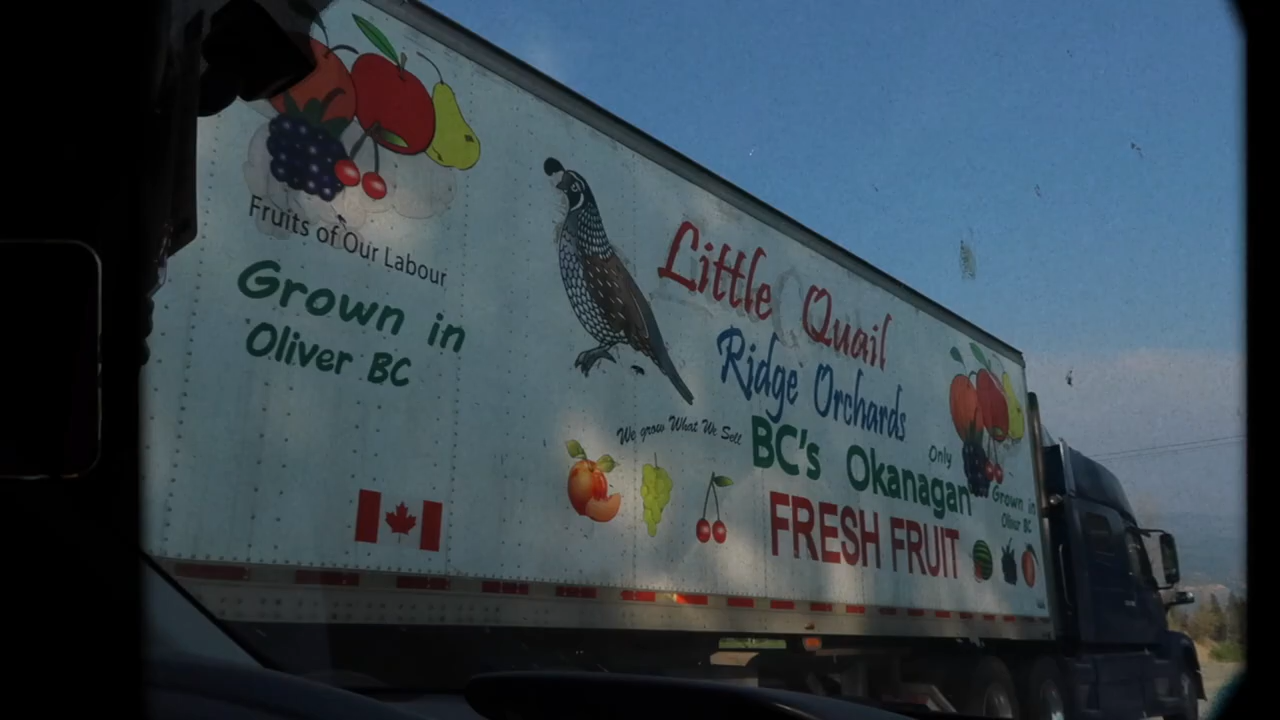 Fruits of Our Labour
Grown in
Oliver BC
Little Quail
Ridge Orchards
We grow What We Sell
BC's Okanagan
FRESH FRUIT
Only
Grown in
Oliver BC